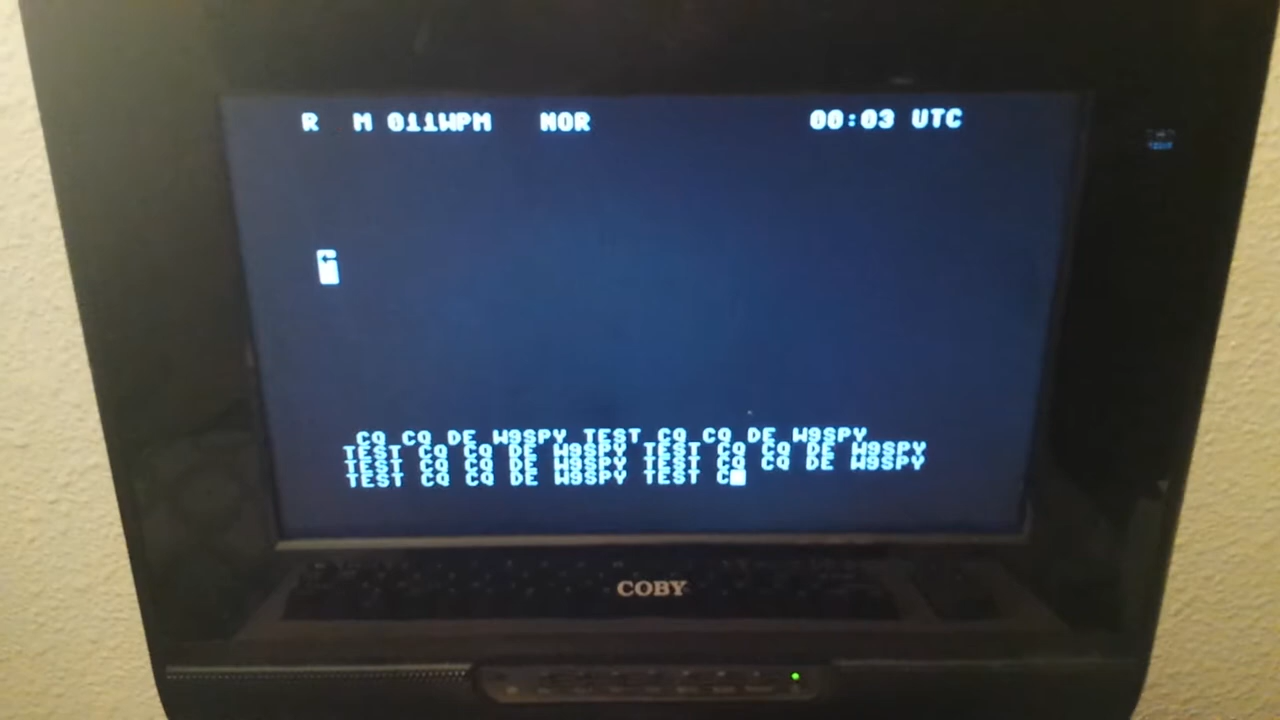 R M 011WPM NOR 00:03 UTC
CQ CQ DE W9SPY TEST CQ CQ DE W9SPY
TEST CQ CQ DE W9SPY TEST CQ CQ DE W9SPY
TEST CQ CQ DE W9SPY TEST CQ CQ DE W9SPY
TEST CQ CQ DE W9SPY TEST C
COBY